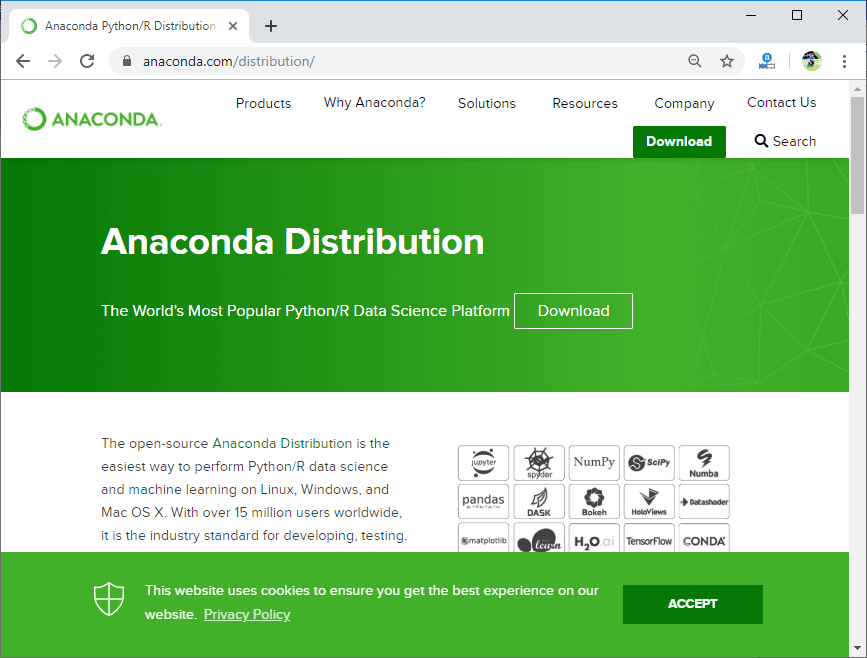 Anaconda Python/R Distribution
anaconda.com/distribution/
ANACONDA.
Products Why Anaconda? Solutions Resources Company Contact Us
Download Search
Anaconda Distribution
The World's Most Popular Python/R Data Science Platform Download
The open-source Anaconda Distribution is the
easiest way to perform Python/R data science
and machine learning on Linux, Windows, and
Mac OS X. With over 15 million users worldwide,
it is the industry standard for developing, testing,
jupyter spyder NumPy SciPy Numba
pandas DASK Bokeh HoloViews Datashader
matplotlib learn H2O.ai TensorFlow CONDA
This website uses cookies to ensure you get the best experience on our
website. Privacy Policy
ACCEPT